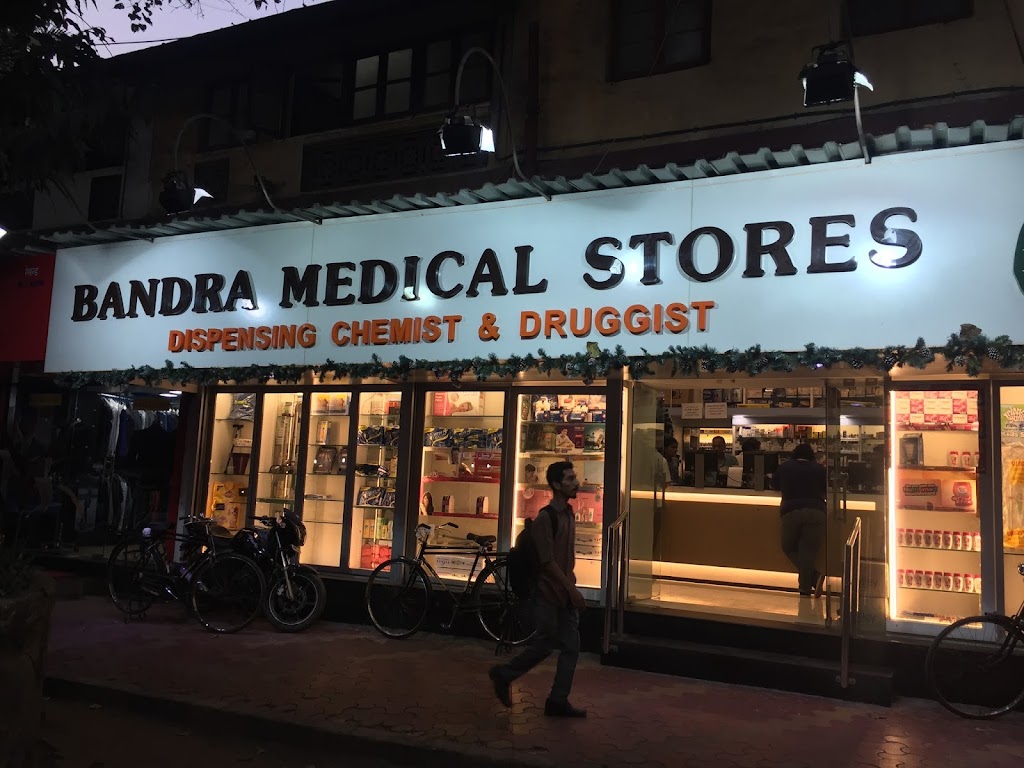 BANDRA MEDICAL STORES
DISPENSING CHEMIST & DRUGGIST